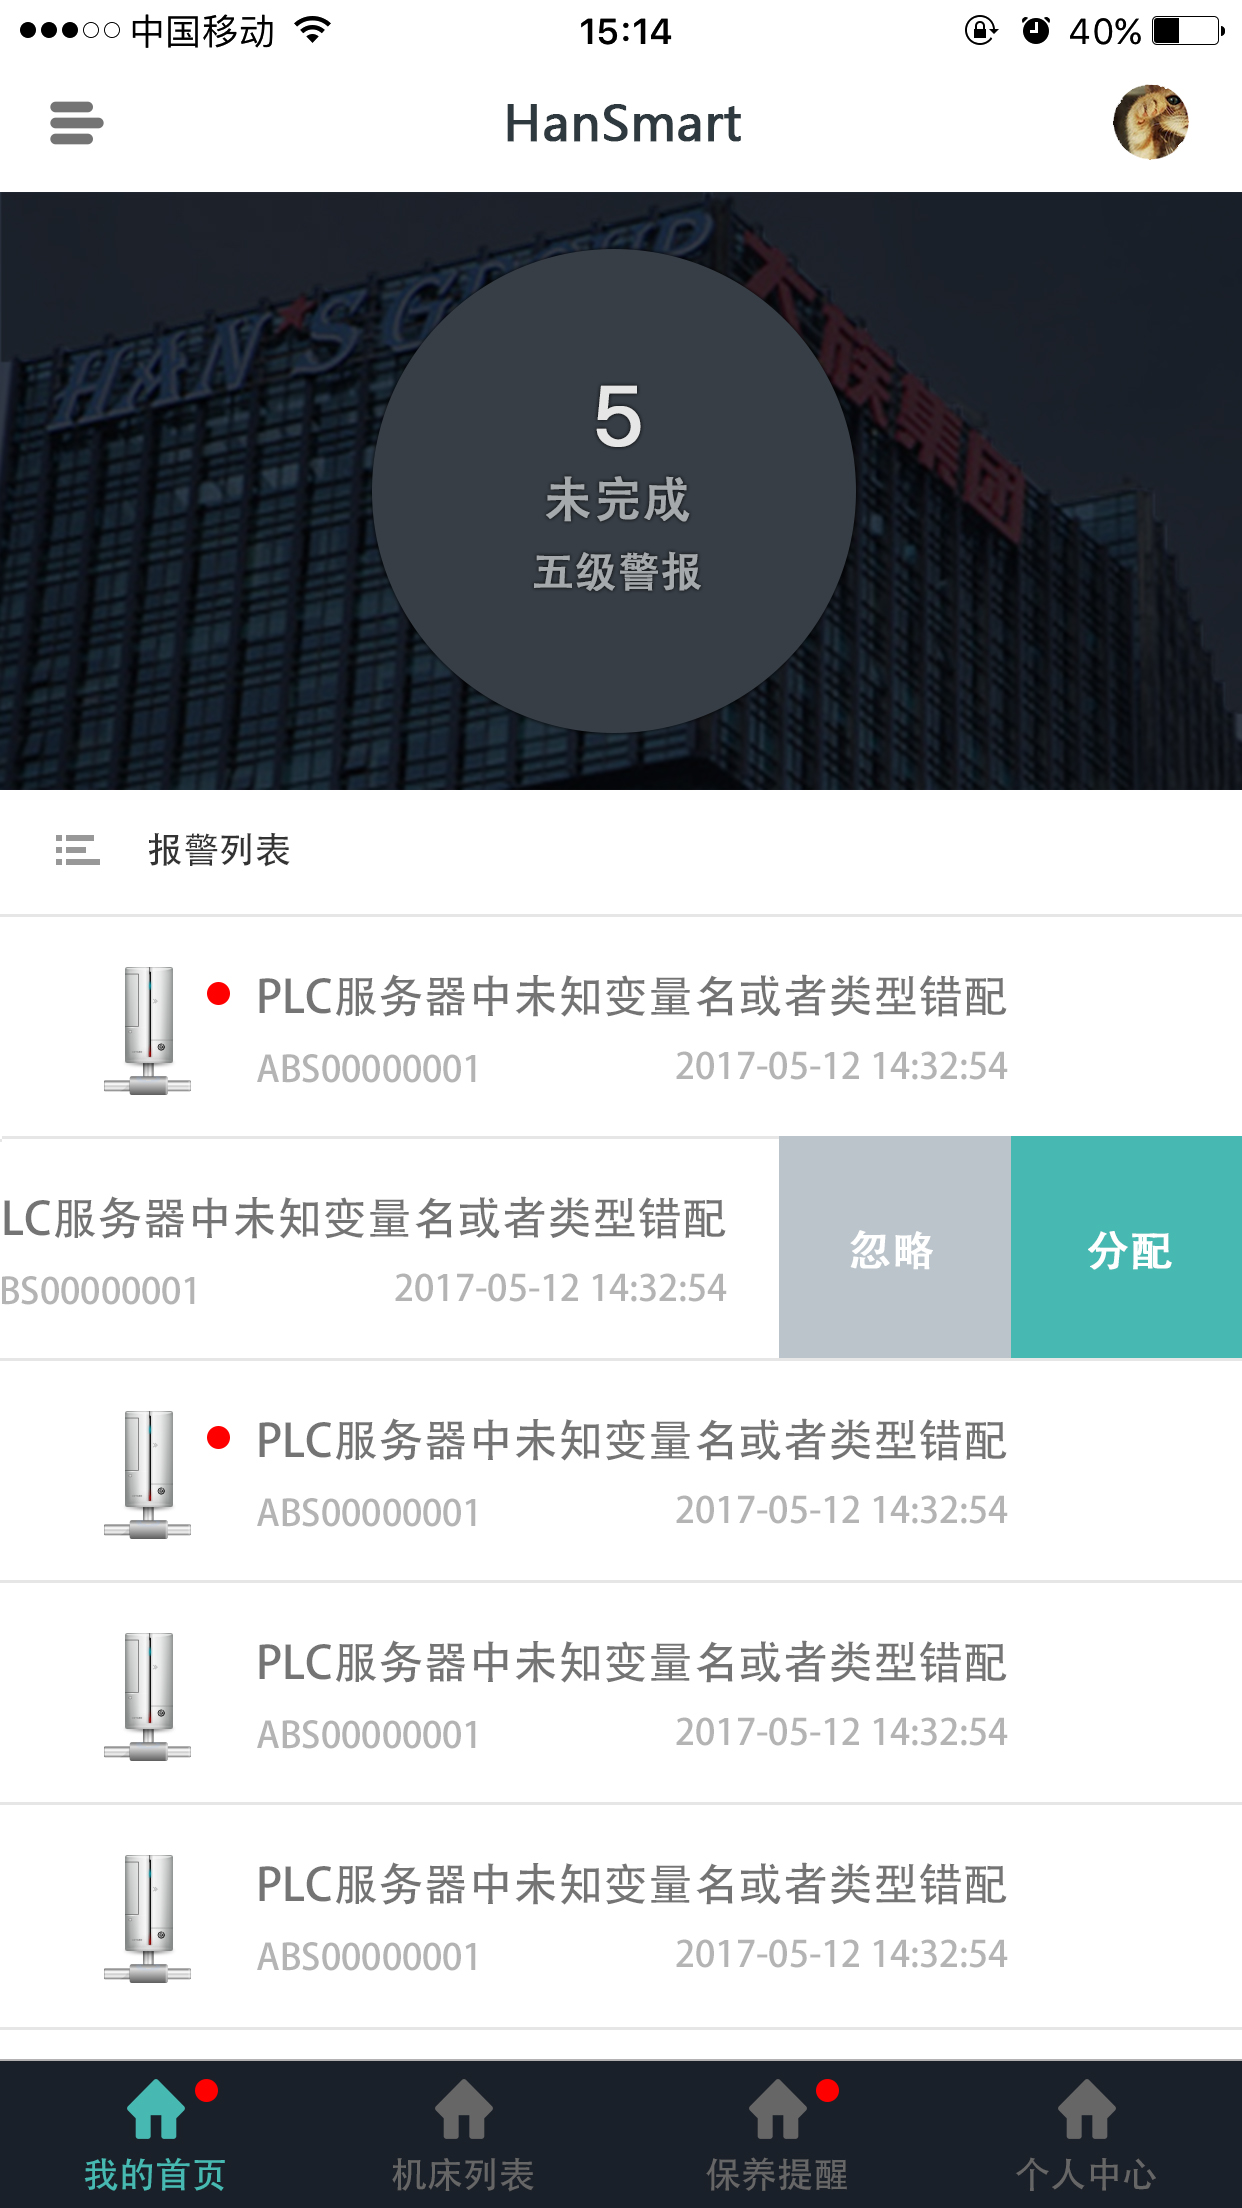 中国移动 15:14 40%
HanSmart
HAN'S GROUP
大族集团
5
未完成
五级警报
报警列表
PLC服务器中未知变量名或者类型错配
ABS00000001 2017-05-12 14:32:54
LC服务器中未知变量名或者类型错配 忽略 分配
BS00000001 2017-05-12 14:32:54
PLC服务器中未知变量名或者类型错配
ABS00000001 2017-05-12 14:32:54
PLC服务器中未知变量名或者类型错配
ABS00000001 2017-05-12 14:32:54
PLC服务器中未知变量名或者类型错配
ABS00000001 2017-05-12 14:32:54
我的首页 机床列表 保养提醒 个人中心